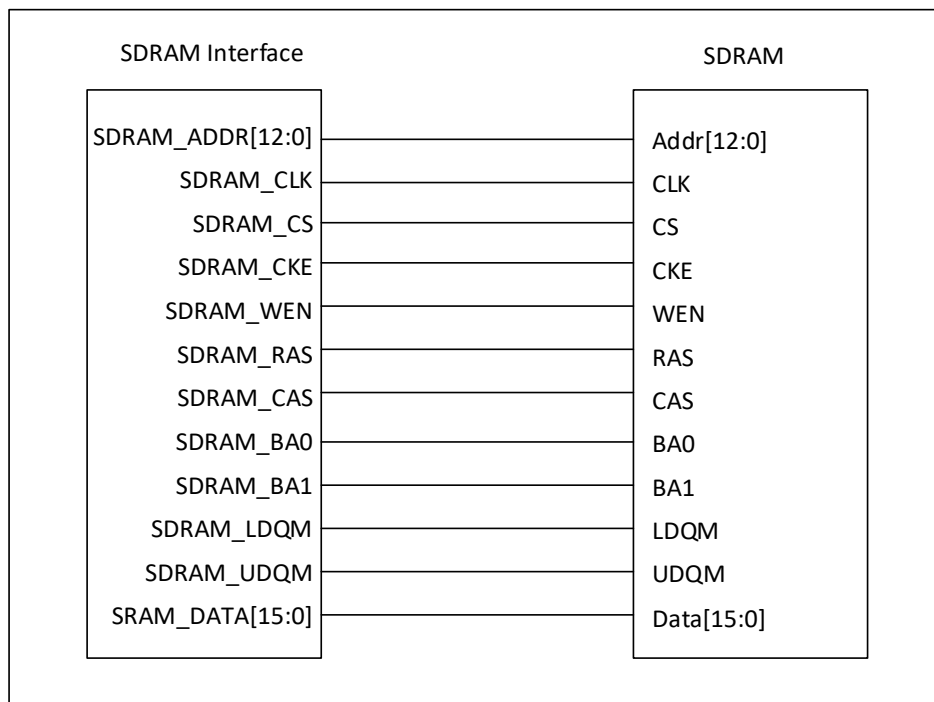 SDRAM Interface
SDRAM
SDRAM_ADDR[12:0]
Addr[12:0]
SDRAM_CLK
CLK
SDRAM_CS
CS
SDRAM_CKE
CKE
SDRAM_WEN
WEN
SDRAM_RAS
RAS
SDRAM_CAS
CAS
SDRAM_BA0
BA0
SDRAM_BA1
BA1
SDRAM_LDQM
LDQM
SDRAM_UDQM
UDQM
SRAM_DATA[15:0]
Data[15:0]